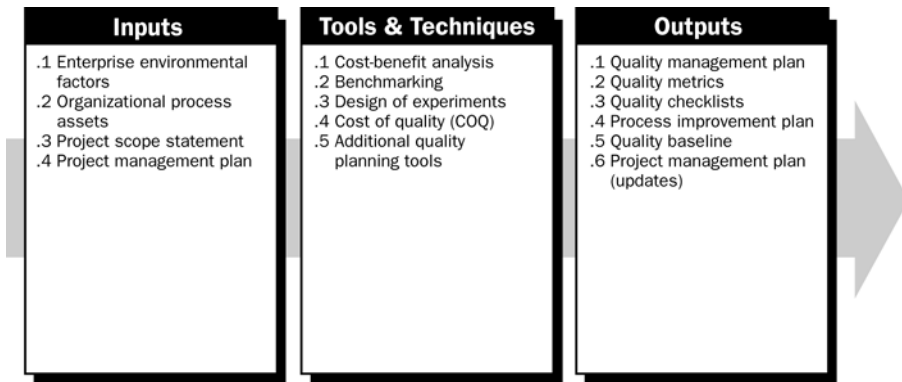 Inputs
.1 Enterprise environmental
factors
.2 Organizational process
assets
.3 Project scope statement
.4 Project management plan
Tools & Techniques
.1 Cost-benefit analysis
.2 Benchmarking
.3 Design of experiments
.4 Cost of quality (COQ)
.5 Additional quality
planning tools
Outputs
.1 Quality management plan
.2 Quality metrics
.3 Quality checklists
.4 Process improvement plan
.5 Quality baseline
.6 Project management plan
(updates)